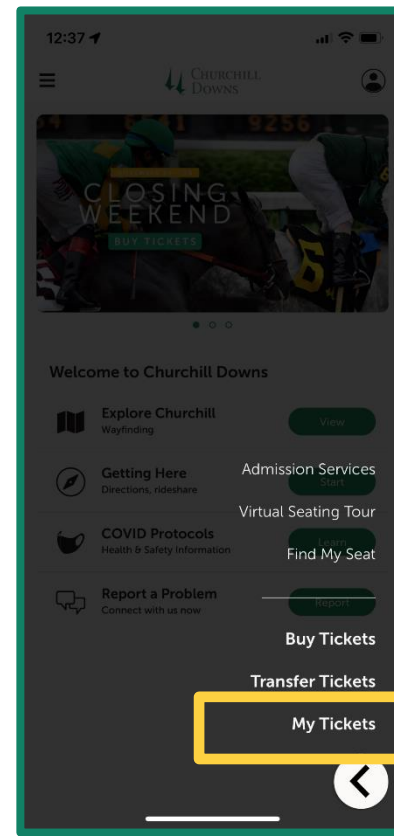 12:37
CHURCHILL
DOWNS
CLOSING
WEEKEND
BUY TICKETS
Welcome to Churchill Downs
Explore Churchill
Wayfinding
View
Getting Here
Directions, rideshare
Start
Admission Services
Virtual Seating Tour
COVID Protocols
Health & Safety Information
Learn
Find My Seat
Report a Problem
Connect with us now
Report
Buy Tickets
Transfer Tickets
My Tickets